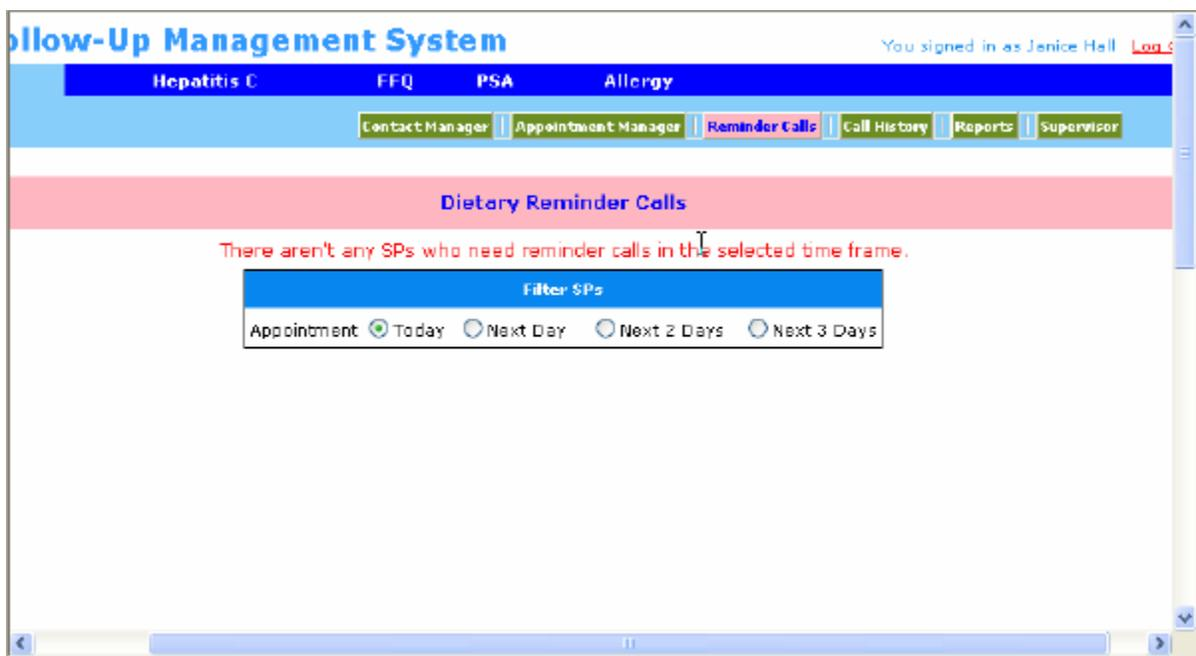 ollow-Up Management System
You signed in as Janice Hall Log
Hepatitis C FFQ PSA Allergy
Contact Manager Appointment Manager Reminder Calls Call History Reports Supervisor
Dietary Reminder Calls
There aren't any SPs who need reminder calls in the selected time frame.
Filter SPs
Appointment Today Next Day Next 2 Days Next 3 Days